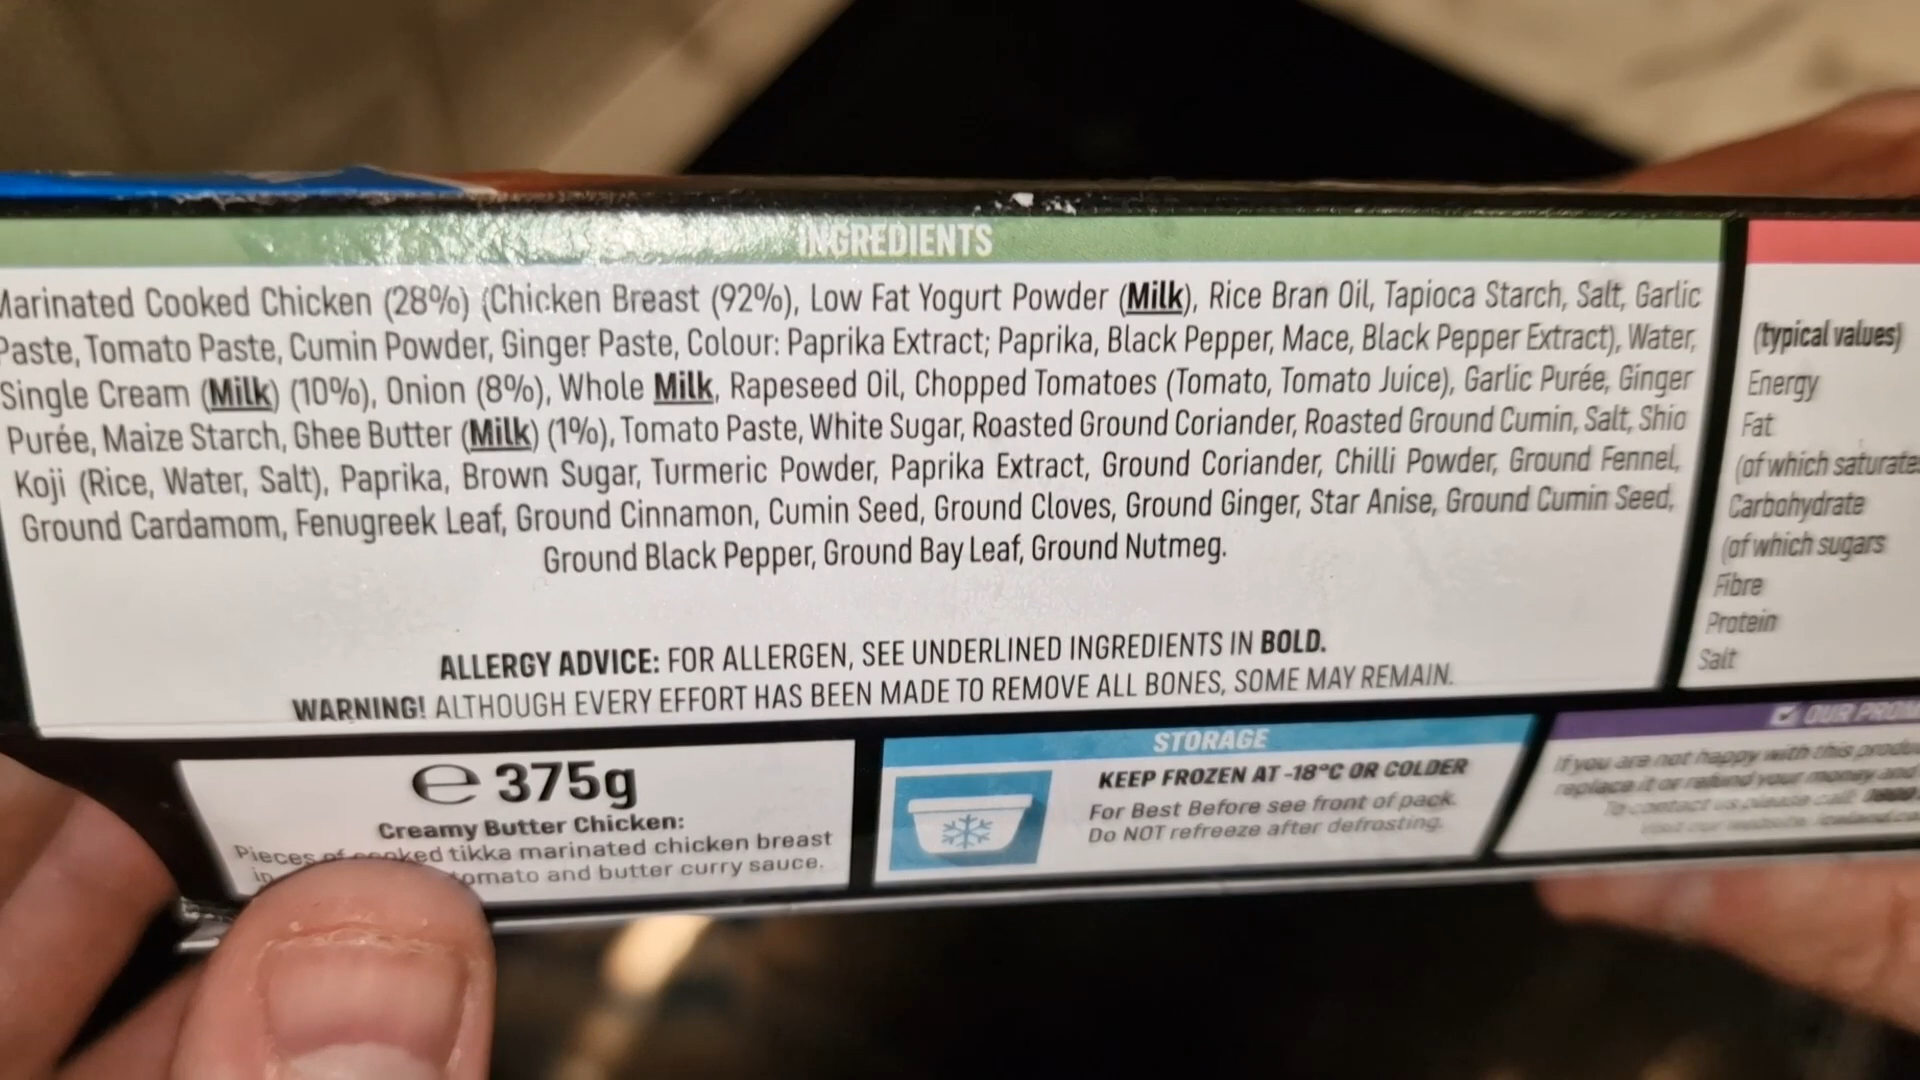 INGREDIENTS
Marinated Cooked Chicken (28%) (Chicken Breast (92%), Low Fat Yogurt Powder (Milk), Rice Bran Oil, Tapioca Starch, Salt, Garlic
Paste, Tomato Paste, Cumin Powder, Ginger Paste, Colour: Paprika Extract; Paprika, Black Pepper, Mace, Black Pepper Extract), Water,
Single Cream (Milk) (10%), Onion (8%), Whole Milk, Rapeseed Oil, Chopped Tomatoes (Tomato, Tomato Juice), Garlic Purée, Ginger
Purée, Maize Starch, Ghee Butter (Milk) (1%), Tomato Paste, White Sugar, Roasted Ground Coriander, Roasted Ground Cumin, Salt, Shio
Koji (Rice, Water, Salt), Paprika, Brown Sugar, Turmeric Powder, Paprika Extract, Ground Coriander, Chilli Powder, Ground Fennel,
Ground Cardamom, Fenugreek Leaf, Ground Cinnamon, Cumin Seed, Ground Cloves, Ground Ginger, Star Anise, Ground Cumin Seed,
Ground Black Pepper, Ground Bay Leaf, Ground Nutmeg.
ALLERGY ADVICE: FOR ALLERGEN, SEE UNDERLINED INGREDIENTS IN BOLD.
WARNING! ALTHOUGH EVERY EFFORT HAS BEEN MADE TO REMOVE ALL BONES, SOME MAY REMAIN.
(typical values)
Energy
Fat
(of which saturates
Carbohydrate
(of which sugars
Fibre
Protein
Salt
e 375g
Creamy Butter Chicken:
Pieces of cooked tikka marinated chicken breast
in tomato and butter curry sauce.
STORAGE
KEEP FROZEN AT -18°C OR COLDER
For Best Before see front of pack.
Do NOT refreeze after defrosting.
OUR PROM
If you are not happy with this produ
replace it or refund your money and
To contact us please call: 0800